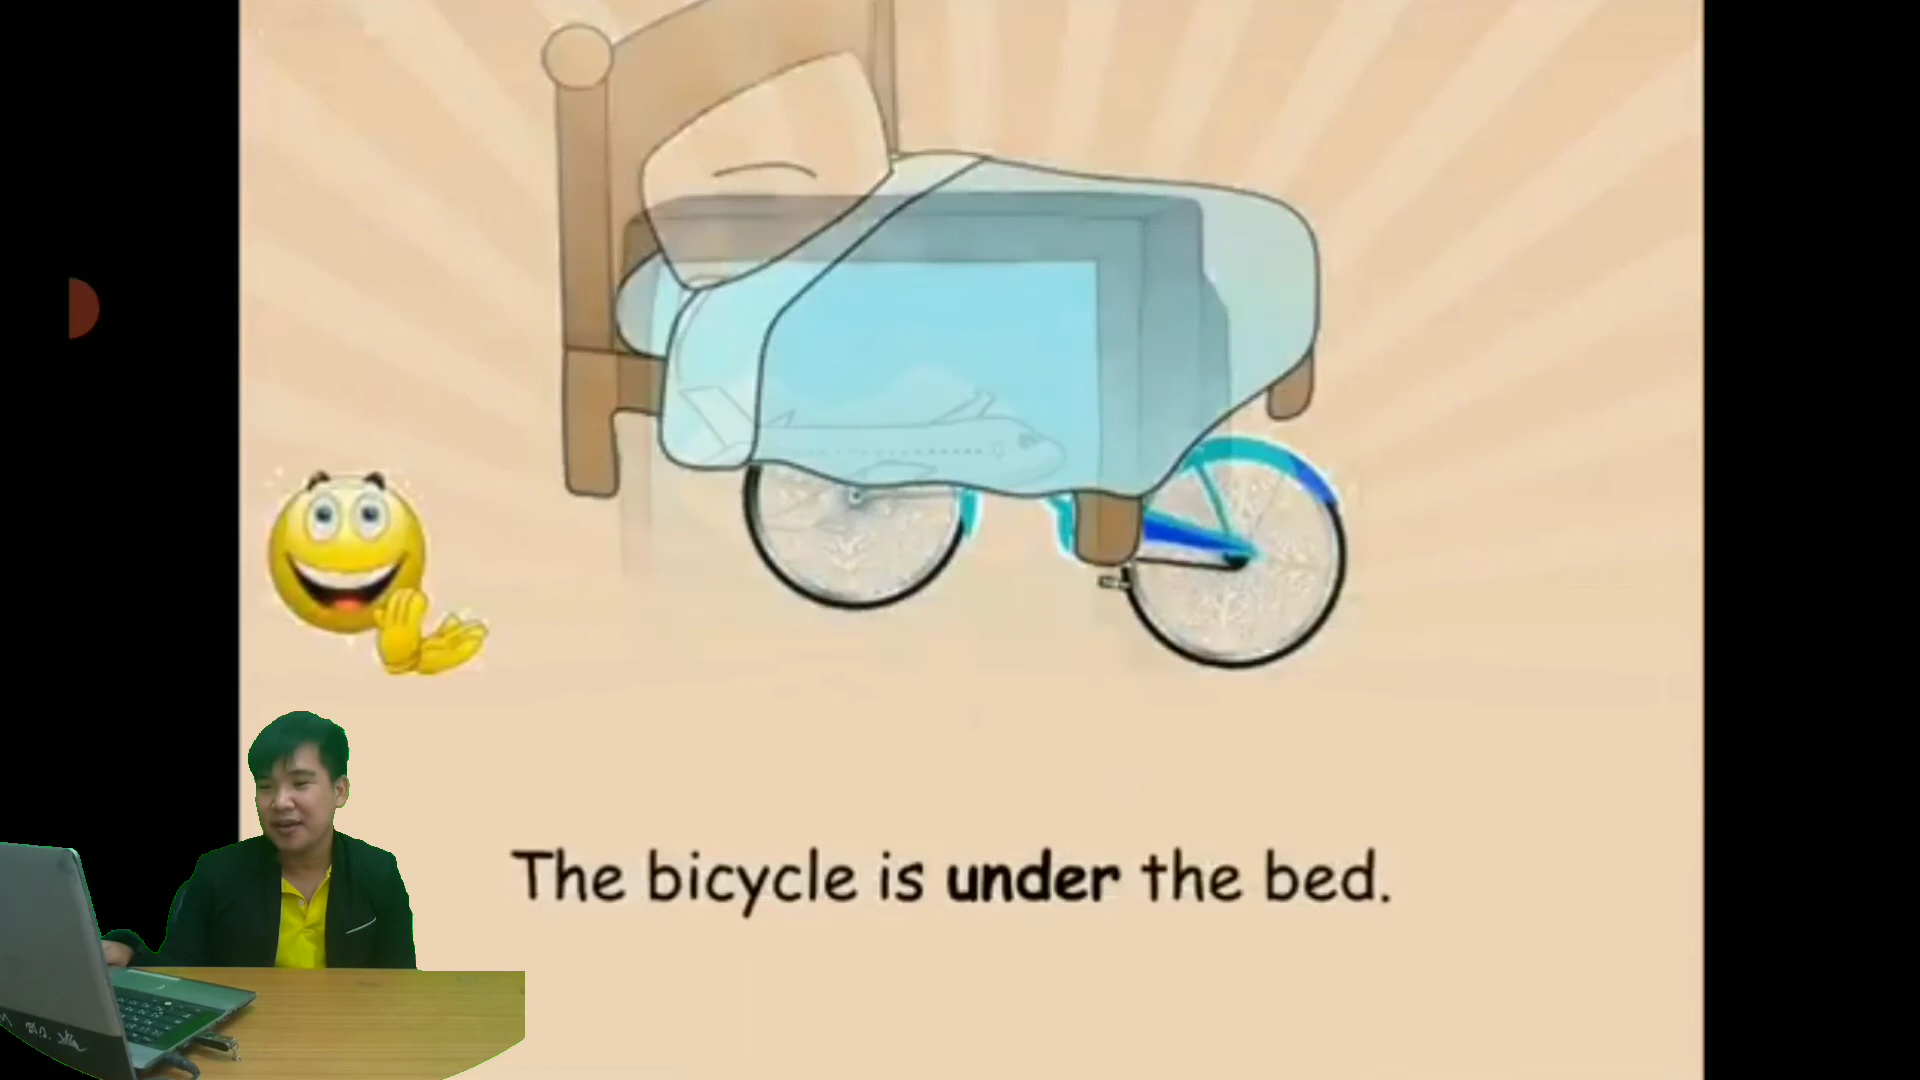 The bicycle is under the bed.